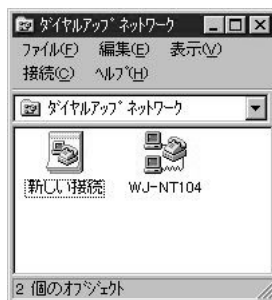 ﾀﾞｲﾔﾙｱｯﾌﾟ ﾈｯﾄﾜｰｸ
ﾌｧｲﾙ(F) 編集(E) 表示(V)
接続(C) ﾍﾙﾌﾟ(H)
ﾀﾞｲﾔﾙｱｯﾌﾟ ﾈｯﾄﾜｰｸ
新しい接続 WJ-NT104
2 個のｵﾌﾞｼﾞｪｸﾄ